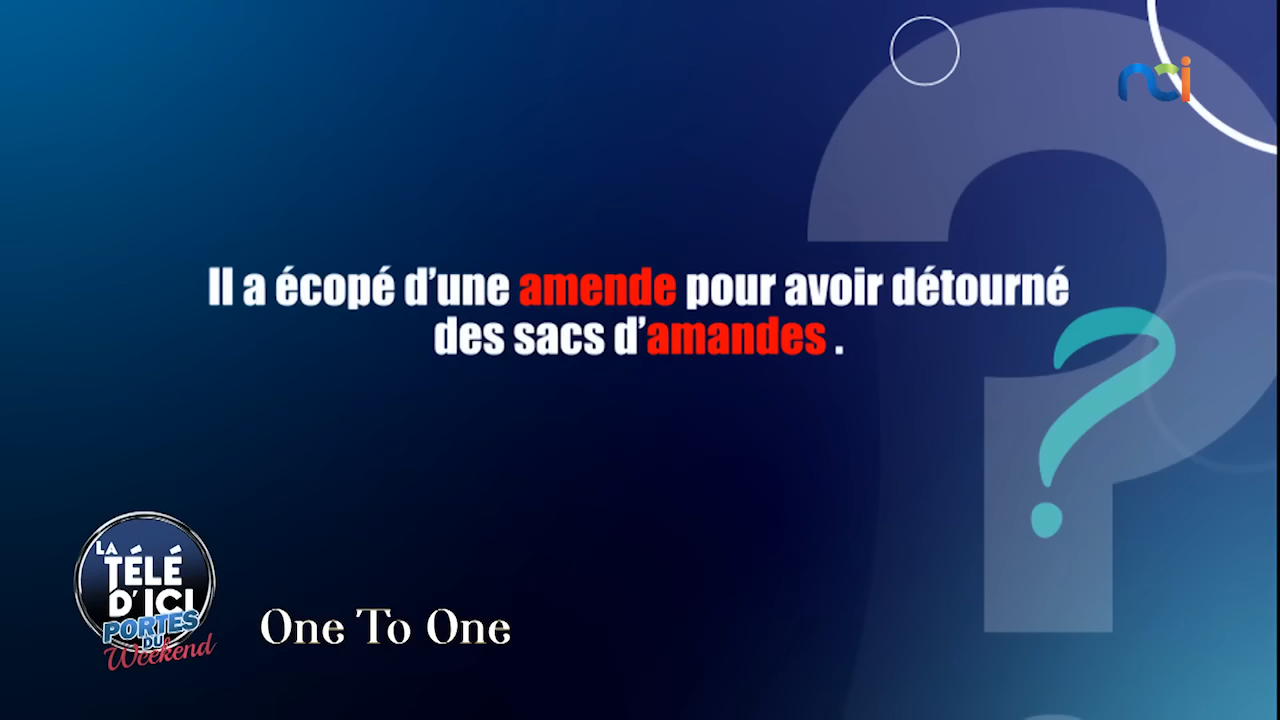 nci
Il a écopé d’une amende pour avoir détourné
des sacs d’amandes .
LA
TÉLÉ
D’ICI
PORTES
DU
Weekend
One To One